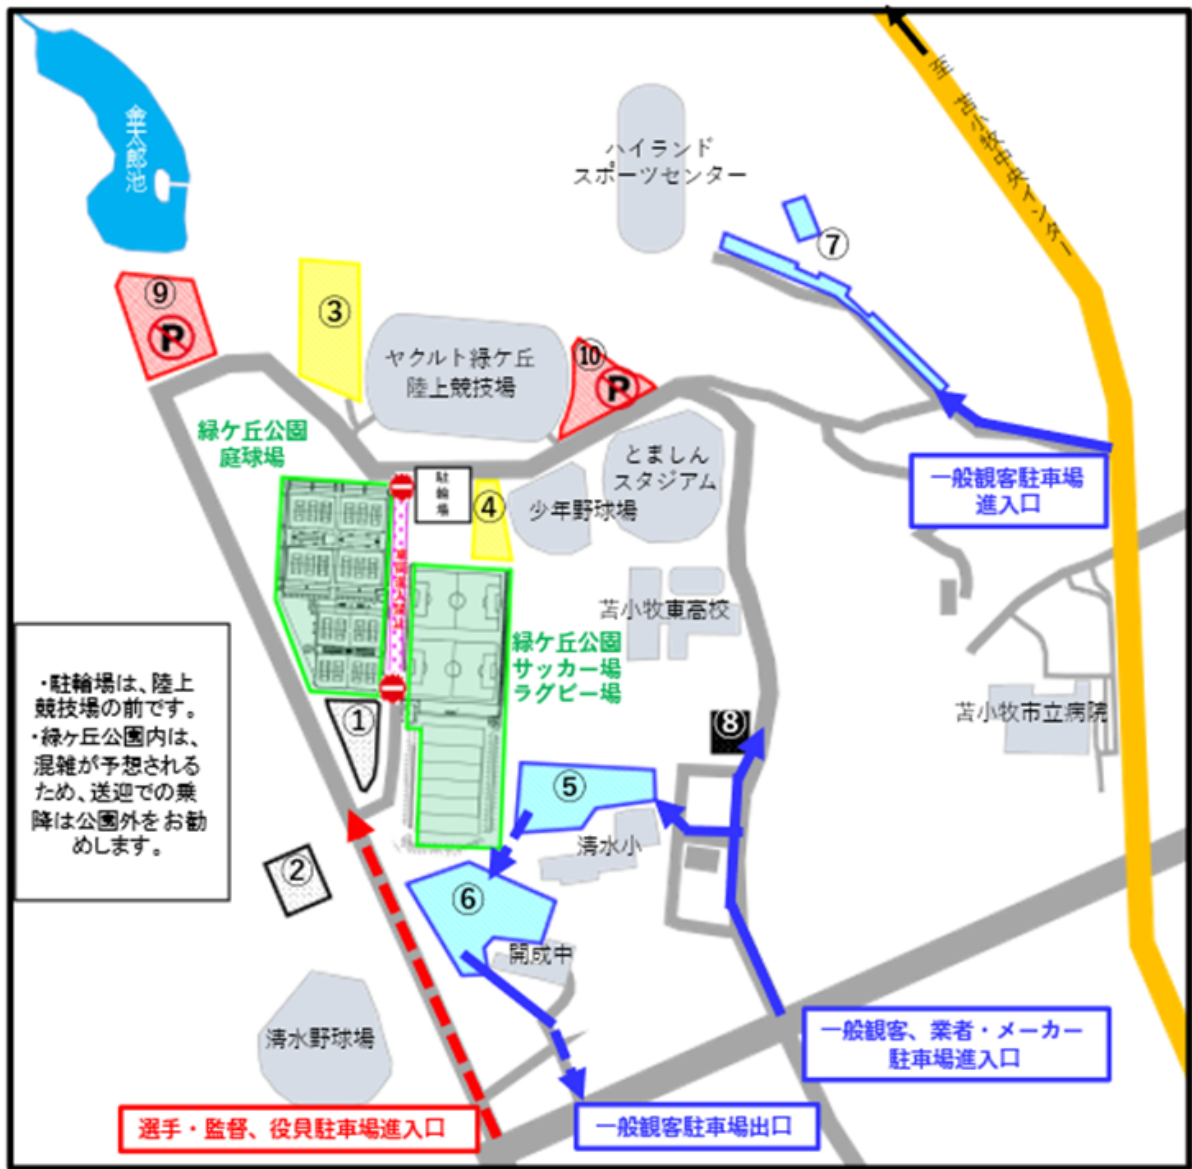 至 苫小牧中央インター
金太郎池
ハイランド
スポーツセンター
⑦
⑨
P
③
ヤクルト緑ケ丘
陸上競技場
⑩
P
緑ケ丘公園
庭球場
とましん
スタジアム
一般観客駐車場
進入口
駐輪場
④
少年野球場
苫小牧東高校
緑ケ丘公園
サッカー場
ラグビー場
・駐輪場は、陸上
競技場の前です。
・緑ヶ丘公園内は、
混雑が予想される
ため、送迎での乗
降は公園外をお勧
めします。
①
⑧
苫小牧市立病院
⑤
清水小
②
⑥
開成中
清水野球場
一般観客、業者・メーカー
駐車場進入口
選手・監督、役員駐車場進入口
一般観客駐車場出口